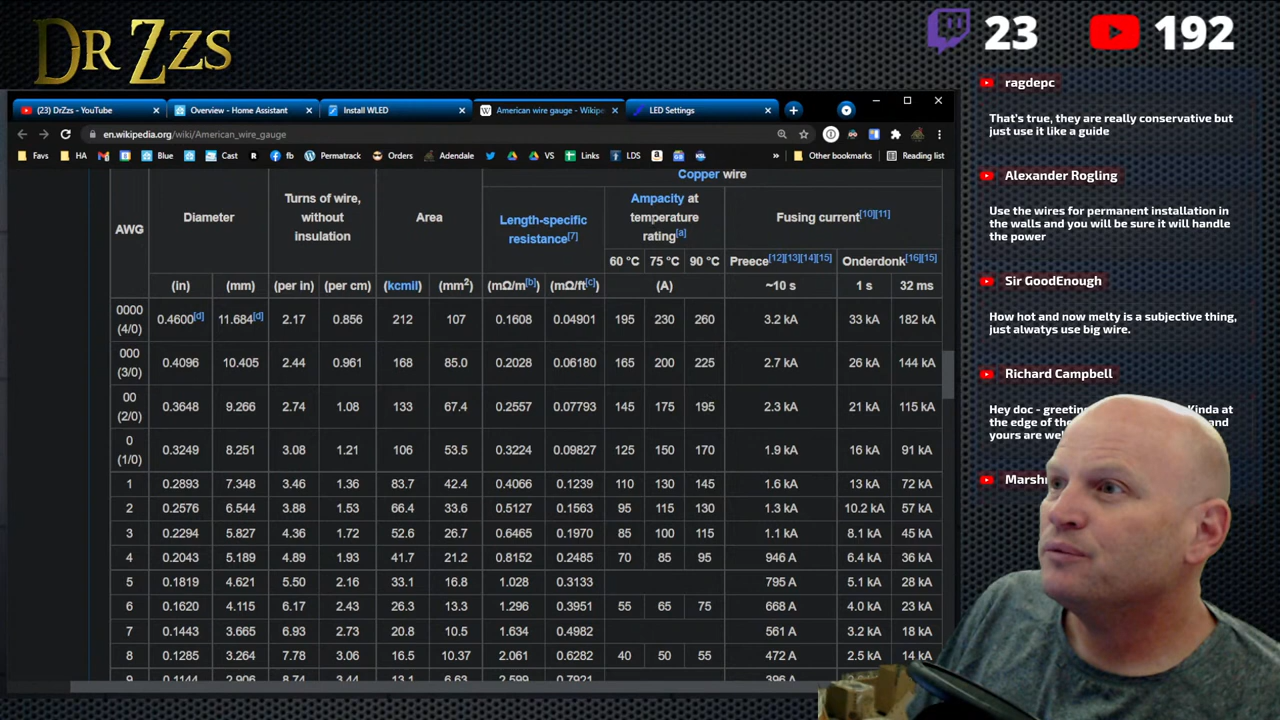 DR ZZS
23
192
(23) DrZzs - YouTube
Overview - Home Assistant
Install WLED
American wire gauge - Wikipe
LED Settings
en.wikipedia.org/wiki/American_wire_gauge
Favs HA Blue Cast fb Permatrack Orders Adendale VS Links LDS » Other bookmarks Reading list
AWG
Diameter
Turns of wire, without insulation
Area
Copper wire
Length-specific resistance[7]
Ampacity at temperature rating[a]
Fusing current[10][11]
60 °C 75 °C 90 °C Preece[12][13][14][15] Onderdonk[16][15]
(in) (mm) (per in) (per cm) (kcmil) (mm2) (mΩ/m[b]) (mΩ/ft[c]) (A) ~10 s 1 s 32 ms
0000 (4/0) 0.4600[d] 11.684[d] 2.17 0.856 212 107 0.1608 0.04901 195 230 260 3.2 kA 33 kA 182 kA
000 (3/0) 0.4096 10.405 2.44 0.961 168 85.0 0.2028 0.06180 165 200 225 2.7 kA 26 kA 144 kA
00 (2/0) 0.3648 9.266 2.74 1.08 133 67.4 0.2557 0.07793 145 175 195 2.3 kA 21 kA 115 kA
0 (1/0) 0.3249 8.251 3.08 1.21 106 53.5 0.3224 0.09827 125 150 170 1.9 kA 16 kA 91 kA
1 0.2893 7.348 3.46 1.36 83.7 42.4 0.4066 0.1239 110 130 145 1.6 kA 13 kA 72 kA
2 0.2576 6.544 3.88 1.53 66.4 33.6 0.5127 0.1563 95 115 130 1.3 kA 10.2 kA 57 kA
3 0.2294 5.827 4.36 1.72 52.6 26.7 0.6465 0.1970 85 100 115 1.1 kA 8.1 kA 45 kA
4 0.2043 5.189 4.89 1.93 41.7 21.2 0.8152 0.2485 70 85 95 946 A 6.4 kA 36 kA
5 0.1819 4.621 5.50 2.16 33.1 16.8 1.028 0.3133 795 A 5.1 kA 28 kA
6 0.1620 4.115 6.17 2.43 26.3 13.3 1.296 0.3951 55 65 75 668 A 4.0 kA 23 kA
7 0.1443 3.665 6.93 2.73 20.8 10.5 1.634 0.4982 561 A 3.2 kA 18 kA
8 0.1285 3.264 7.78 3.06 16.5 10.37 2.061 0.6282 40 50 55 472 A 2.5 kA 14 kA
9 0.1144 2.906 8.74 3.44 13.1 6.63 2.599 0.7921 396 A
ragdepc
That's true, they are really conservative but
just use it like a guide
Alexander Rogling
Use the wires for permanent installation in
the walls and you will be sure it will handle
the power
Sir GoodEnough
How hot and now melty is a subjective thing,
just alwatys use big wire.
Richard Campbell
Hey doc - greetin Kinda at
the edge of the and
yours are we
Marsh